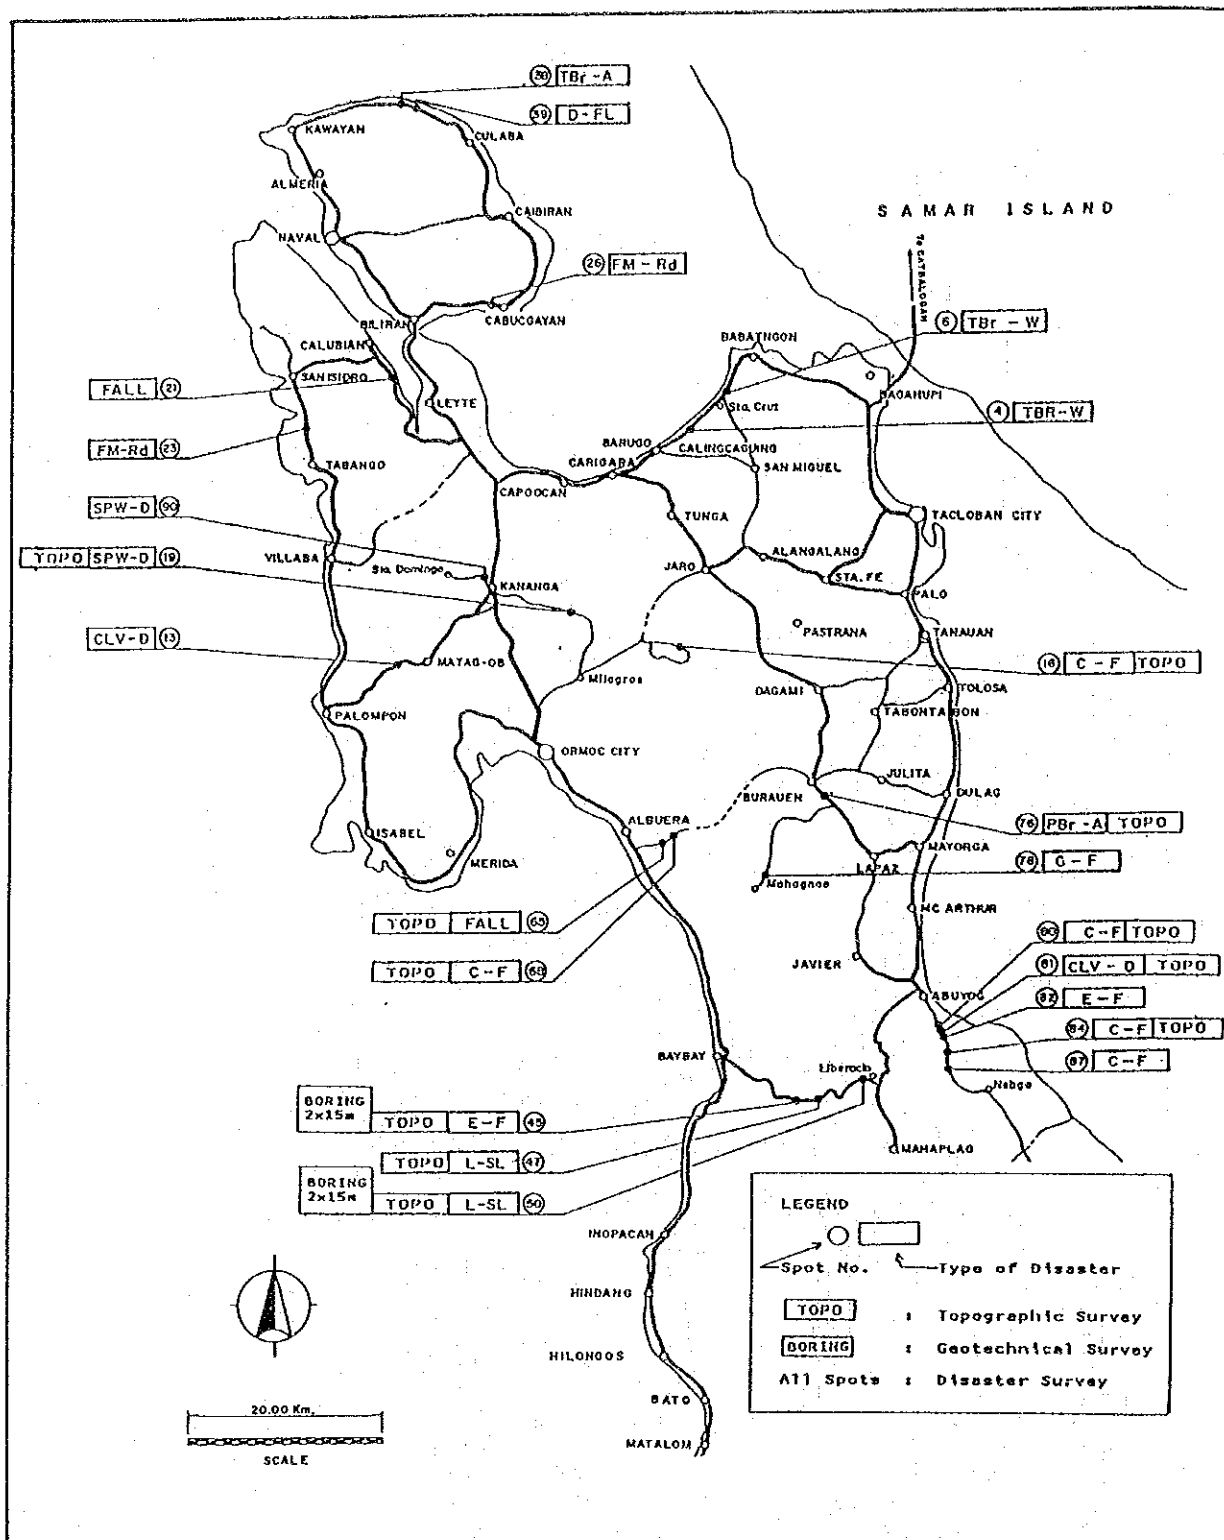 38 TBr-A
39 D-FL
KAWAYAN
CULABA
ALMERIA
CAIBIRAN
SAMAR ISLAND
NAVAL
To CATBALOGAN
26 FM-Rd
CABUCGAYAN
6 TBr-W
BILIRAN
BABATNGON
CALUBIAN
SAN ISIDRO
FALL 21
BAGAHUPI
LEYTE
Sta. Cruz
4 TBR-W
BARUGO
CALINGCAGUING
FM-Rd 23
TABANGO
CARIGARA
SAN MIGUEL
CAPOOCAN
SPW-D 90
TUNGA
TACLOBAN CITY
TOPO SPW-D 19
VILLABA
Sta. Domingo
ALANGALANG
JARO
STA. FE
KANANGA
PALO
CLV-D 13
PASTRANA
TANAUAN
MATAG-OB
16 C-F TOPO
Milagros
DAGAMI
TOLOSA
PALOMPON
TABONTABON
ORMOC CITY
JULITA
BURAUEN
DULAG
ALBUERA
76 PBr-A TOPO
ISABEL
MAYORGA
MERIDA
LAPAZ
78 G-F
Mahagnao
MC ARTHUR
TOPO FALL 65
80 C-F TOPO
JAVIER
81 CLV-D TOPO
TOPO C-F 68
ABUYOG
82 E-F
84 C-F TOPO
BAYBAY
87 C-F
Nebga
BORING
2x15m
TOPO E-F 45
MAHAPLAG
TOPO L-SL 47
BORING
2x15m
TOPO L-SL 50
LEGEND
INOPACAN
Spot No.
Type of Disaster
HINDANG
TOPO : Topographic Survey
BORING : Geotechnical Survey
HILONGOS
All Spots : Disaster Survey
BATO
20.00 Km.
MATALOM
SCALE